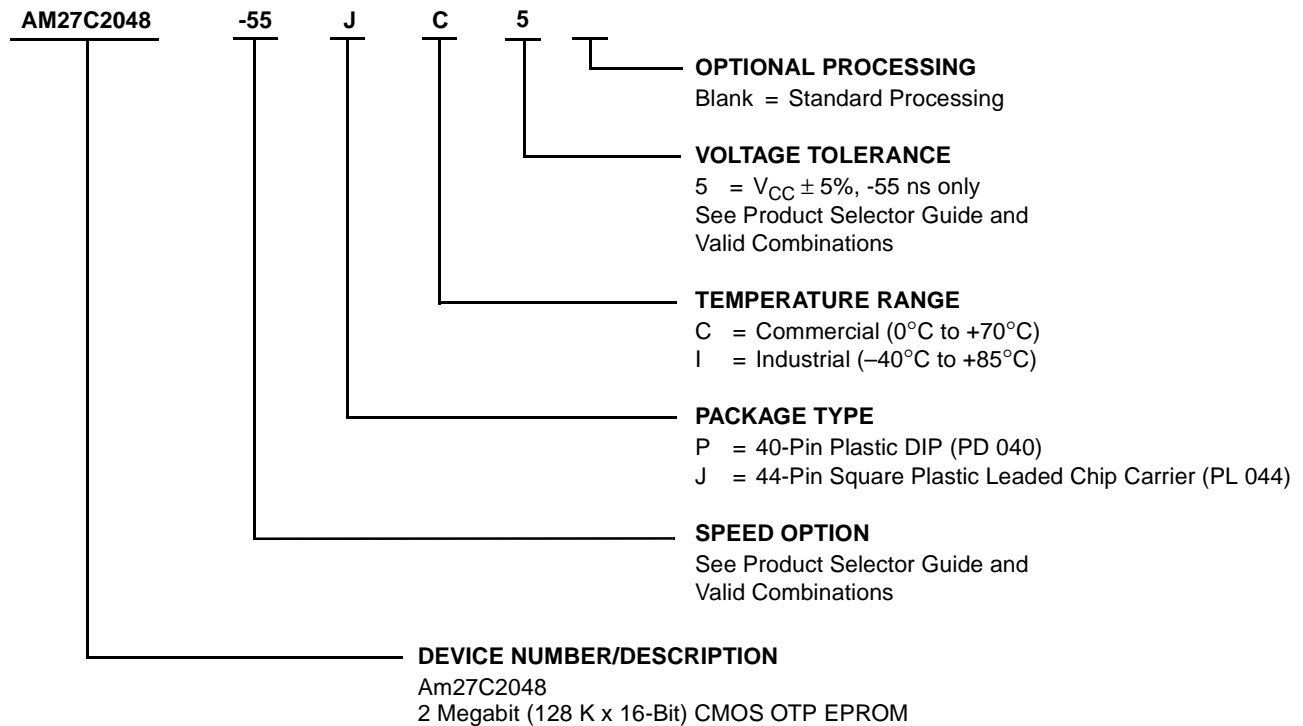 AM27C2048 -55 J C 5
OPTIONAL PROCESSING
Blank = Standard Processing
VOLTAGE TOLERANCE
5 = VCC ± 5%, -55 ns only
See Product Selector Guide and
Valid Combinations
TEMPERATURE RANGE
C = Commercial (0°C to +70°C)
I = Industrial (–40°C to +85°C)
PACKAGE TYPE
P = 40-Pin Plastic DIP (PD 040)
J = 44-Pin Square Plastic Leaded Chip Carrier (PL 044)
SPEED OPTION
See Product Selector Guide and
Valid Combinations
DEVICE NUMBER/DESCRIPTION
Am27C2048
2 Megabit (128 K x 16-Bit) CMOS OTP EPROM